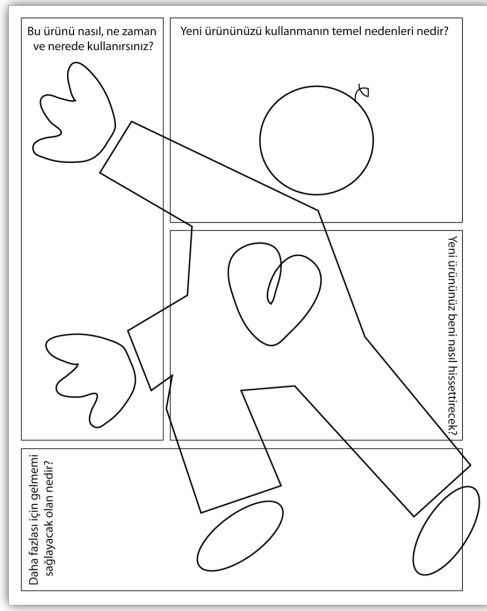 Bu ürünü nasıl, ne zaman
ve nerede kullanırsınız?
Yeni ürününüzü kullanmanın temel nedenleri nedir?
Yeni ürününüz beni nasıl hissettirecek?
Daha fazlası için gelmemi
sağlayacak olan nedir?